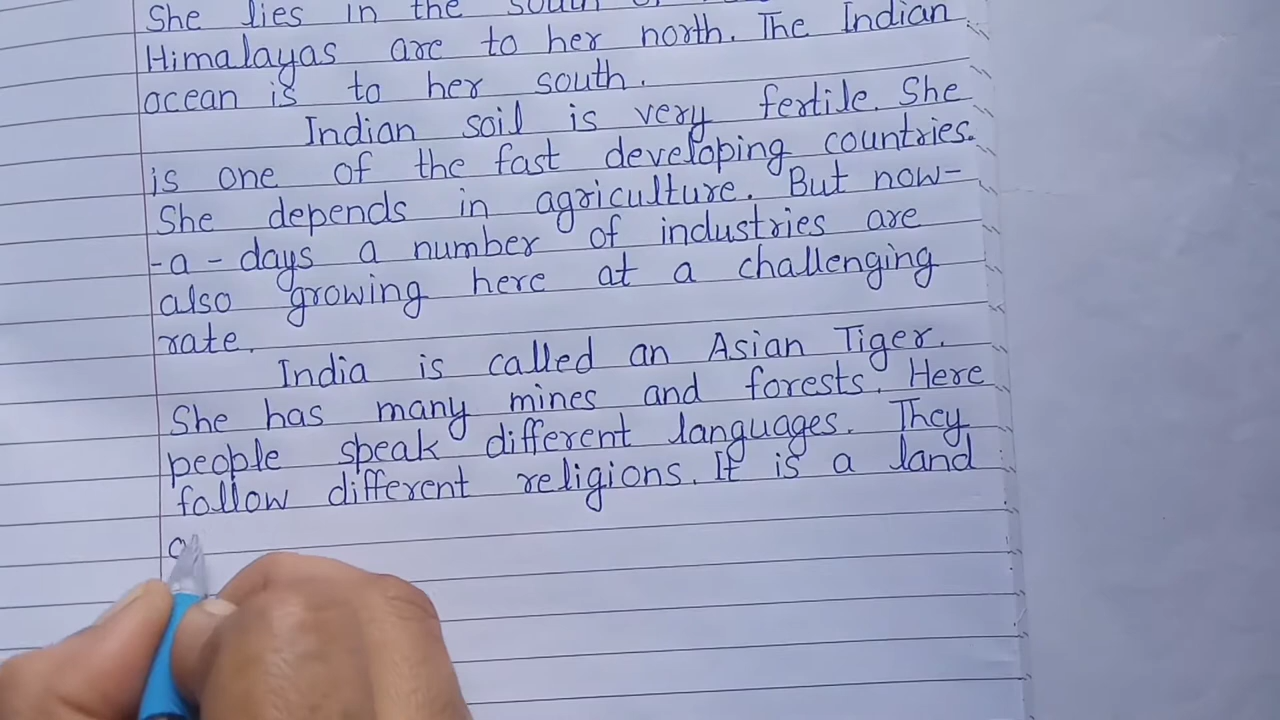 She lies in the south
Himalayas are to her north. The Indian
ocean is to her south.
Indian soil is very fertile. She
is one of the fast developing countries.
She depends in agriculture. But now-
-a-days a number of industries are
also growing here at a challenging
rate.
India is called an Asian Tiger.
She has many mines and forests. Here
people speak different languages. They
follow different religions. It is a land